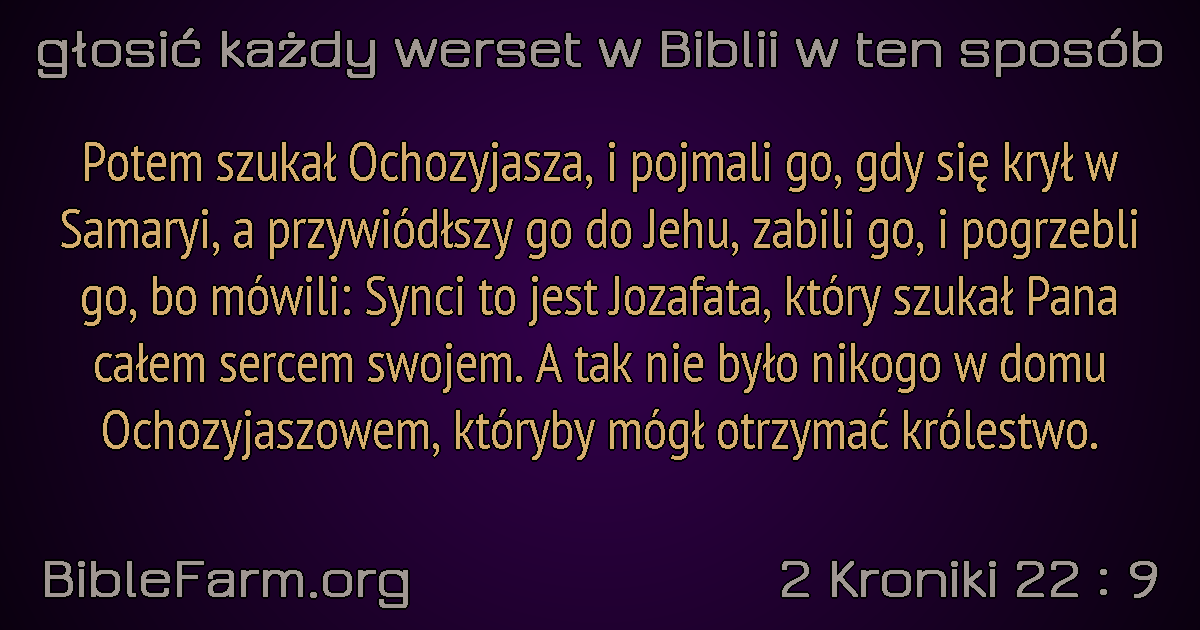 głosić każdy werset w Biblii w ten sposób
Potem szukał Ochozyjasza, i pojmali go, gdy się krył w
Samaryi, a przywiódłszy go do Jehu, zabili go, i pogrzebli
go, bo mówili: Synci to jest Jozafata, który szukał Pana
całem sercem swojem. A tak nie było nikogo w domu
Ochozyjaszowem, któryby mógł otrzymać królestwo.
BibleFarm.org
2 Kroniki 22 : 9